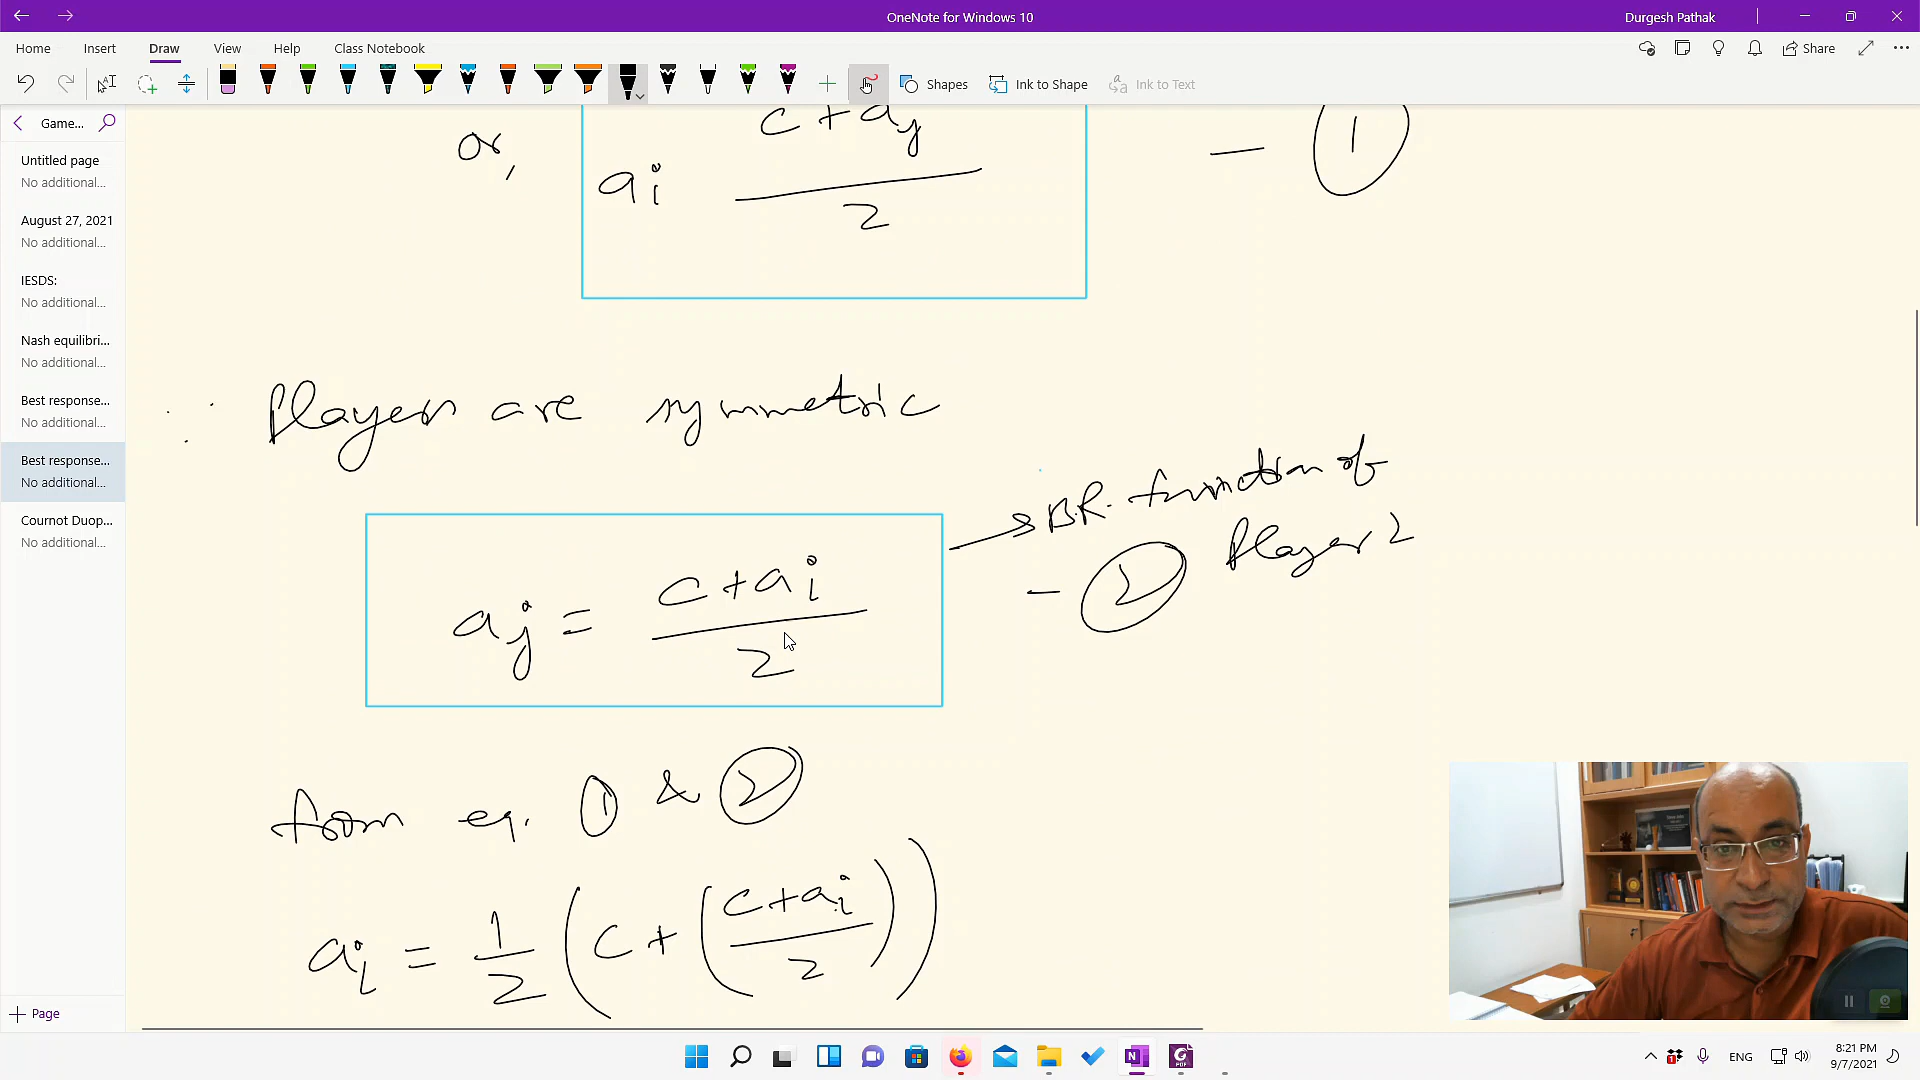 OneNote for Windows 10
Durgesh Pathak
Home Insert Draw View Help Class Notebook
Share
Shapes Ink to Shape Ink to Text
Game...
Untitled page
No additional...
August 27, 2021
No additional...
IESDS:
No additional...
Nash equilibri...
No additional...
Best response...
No additional...
Best response...
No additional...
Cournot Duop...
No additional...
Page
or, ai (c+aj)/2 — ①
∵ Players are symmetric
aj = (c+ai)/2 → B.R. function of
Player 2
- ②
from eq. ① & ②
ai = 1/2 (c + ((c+ai)/2))
ENG
8:21 PM
9/7/2021